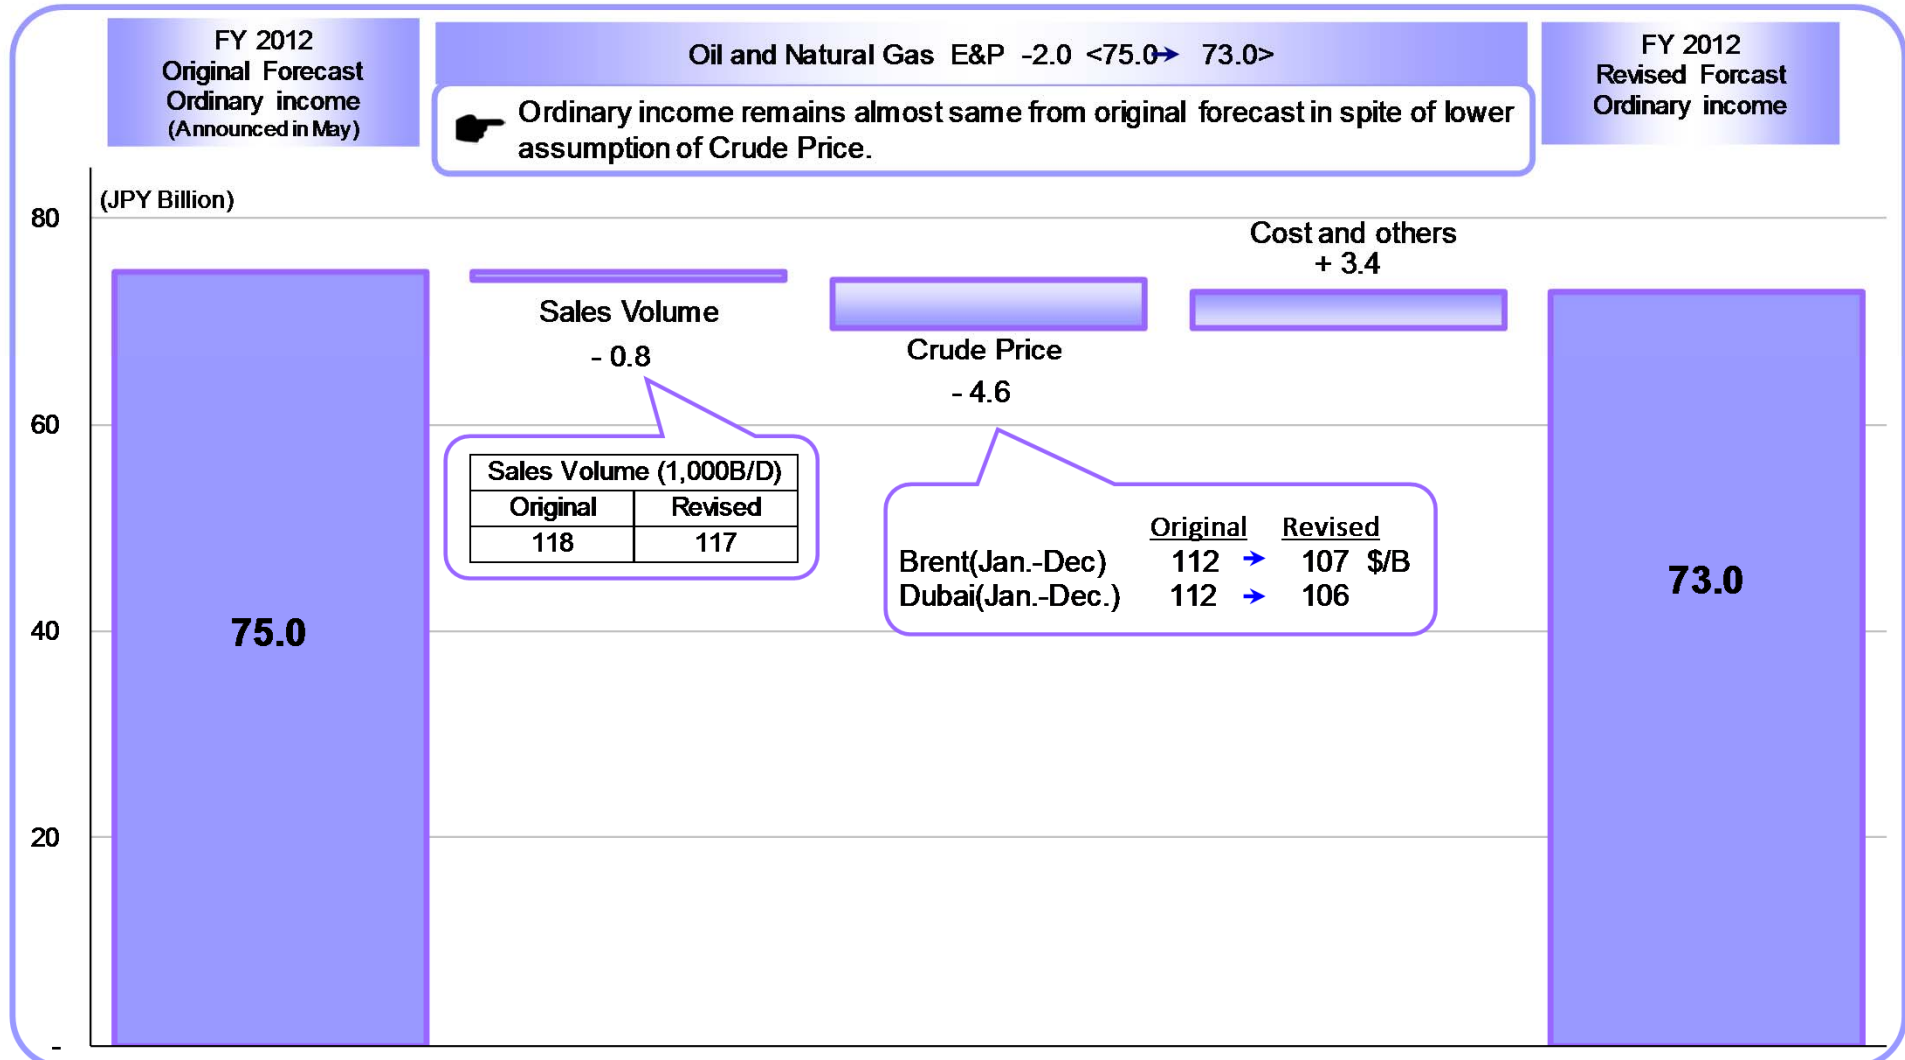 FY 2012
Original Forecast
Ordinary income
(Announced in May)
Oil and Natural Gas E&P -2.0 <75.0→ 73.0>
Ordinary income remains almost same from original forecast in spite of lower
assumption of Crude Price.
FY 2012
Revised Forcast
Ordinary income
(JPY Billion)
80
60
40
20
-
75.0
Sales Volume
- 0.8
Sales Volume (1,000B/D)
Original Revised
118 117
Crude Price
- 4.6
Original Revised
Brent(Jan.-Dec) 112 → 107 $/B
Dubai(Jan.-Dec.) 112 → 106
Cost and others
+ 3.4
73.0